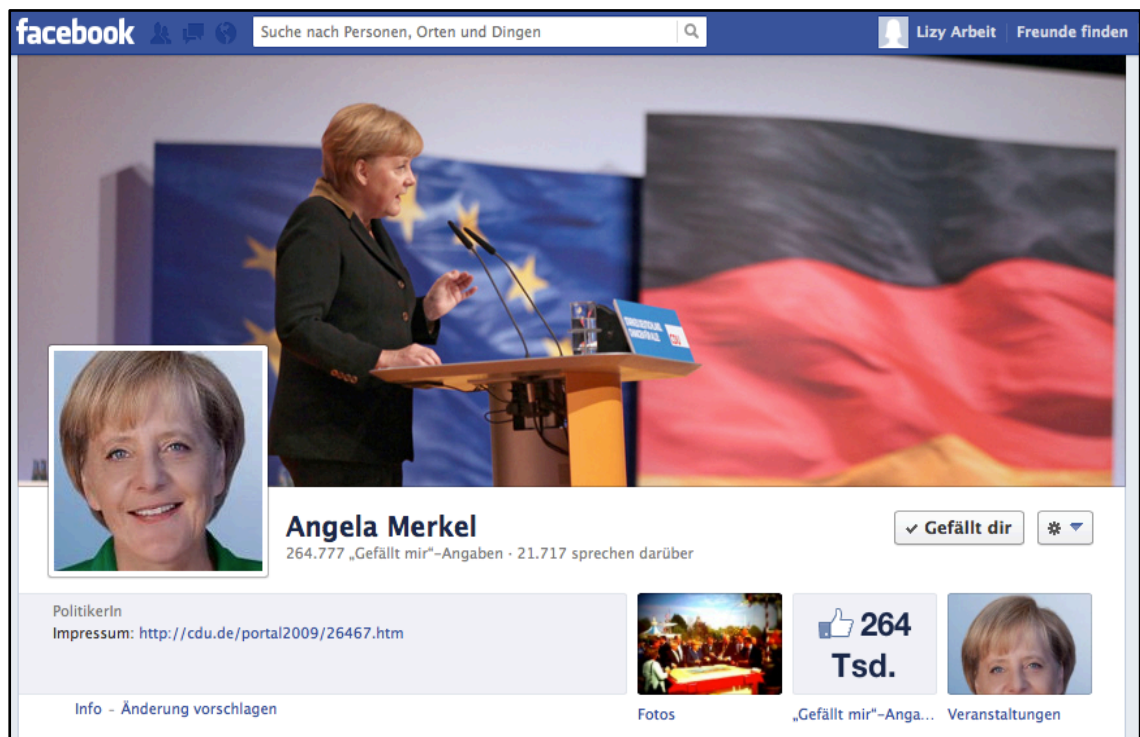 facebook
Suche nach Personen, Orten und Dingen
Lizy Arbeit
Freunde finden
CDU
Angela Merkel
264.777 „Gefällt mir“–Angaben · 21.717 sprechen darüber
✓ Gefällt dir
PolitikerIn
Impressum: http://cdu.de/portal2009/26467.htm
264
Tsd.
Info – Änderung vorschlagen
Fotos
„Gefällt mir“–Anga...
Veranstaltungen